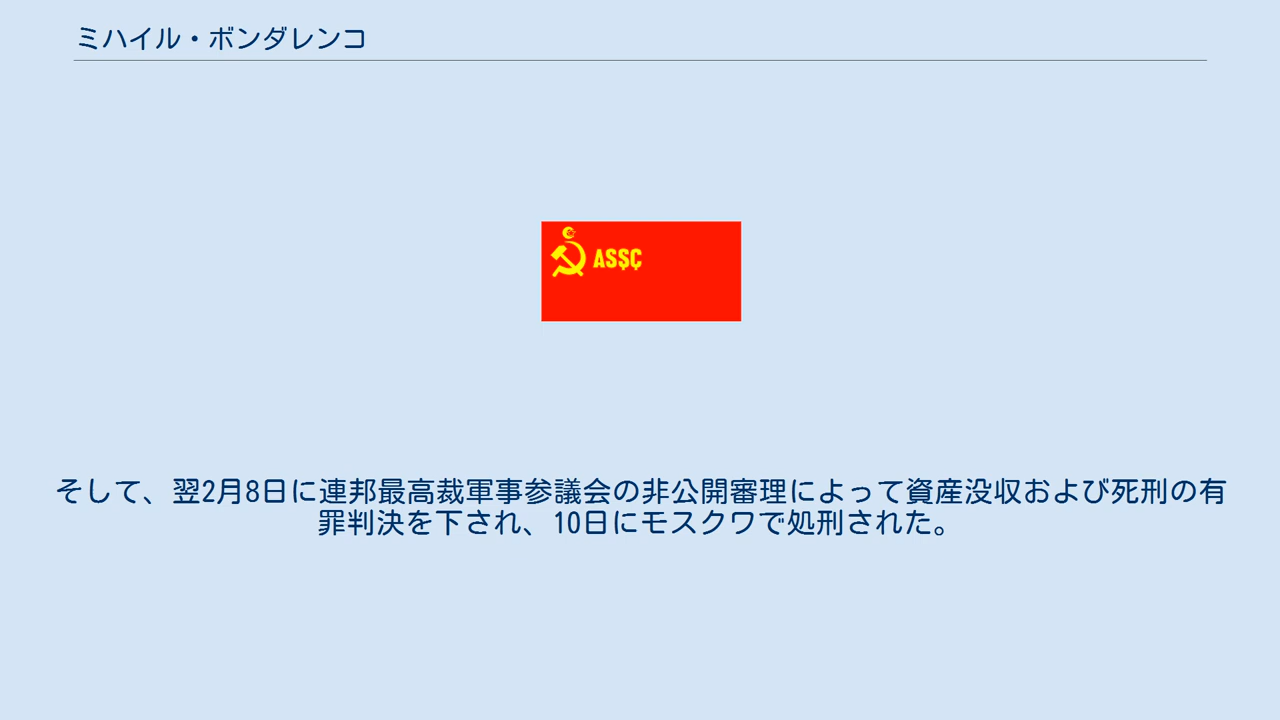 ミハイル・ボンダレンコ
ASSC̦
そして、翌2月8日に連邦最高裁軍事参議会の非公開審理によって資産没収および死刑の有
罪判決を下され、10日にモスクワで処刑された。